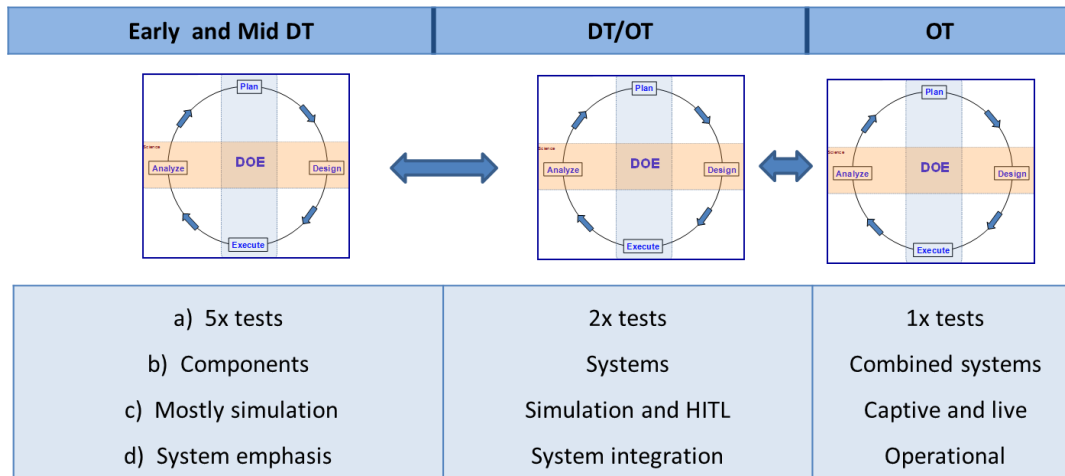 Early and Mid DT DT/OT OT
Plan
Science
Analyze DOE Design
Execute
Plan
Science
Analyze DOE Design
Execute
Plan
Science
Analyze DOE Design
Execute
a) 5x tests 2x tests 1x tests
b) Components Systems Combined systems
c) Mostly simulation Simulation and HITL Captive and live
d) System emphasis System integration Operational